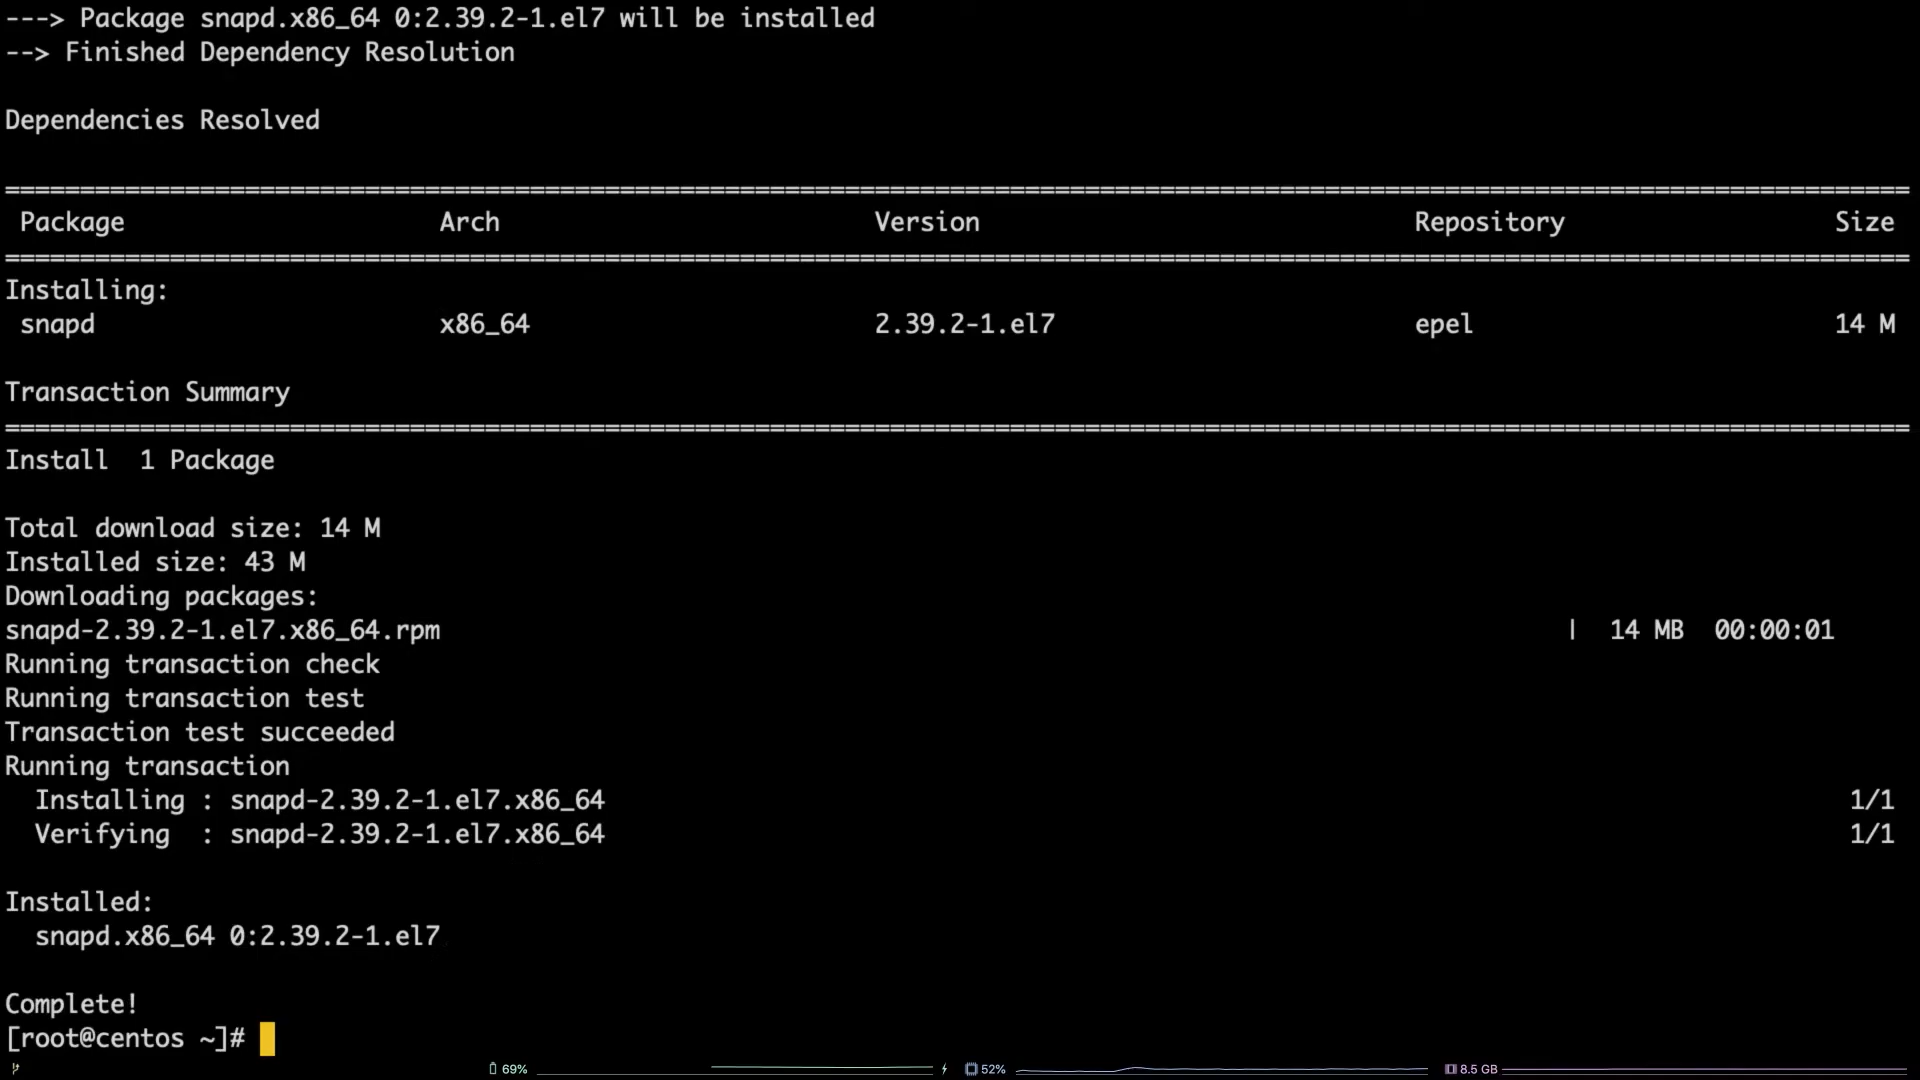 ---> Package snapd.x86_64 0:2.39.2-1.el7 will be installed
--> Finished Dependency Resolution
Dependencies Resolved
================================================================================
Package Arch Version Repository Size
================================================================================
Installing:
snapd x86_64 2.39.2-1.el7 epel 14 M
Transaction Summary
================================================================================
Install  1 Package
Total download size: 14 M
Installed size: 43 M
Downloading packages:
snapd-2.39.2-1.el7.x86_64.rpm | 14 MB 00:00:01
Running transaction check
Running transaction test
Transaction test succeeded
Running transaction
Installing : snapd-2.39.2-1.el7.x86_64 1/1
Verifying  : snapd-2.39.2-1.el7.x86_64 1/1
Installed:
snapd.x86_64 0:2.39.2-1.el7
Complete!
[root@centos ~]#
69% 52% 8.5 GB